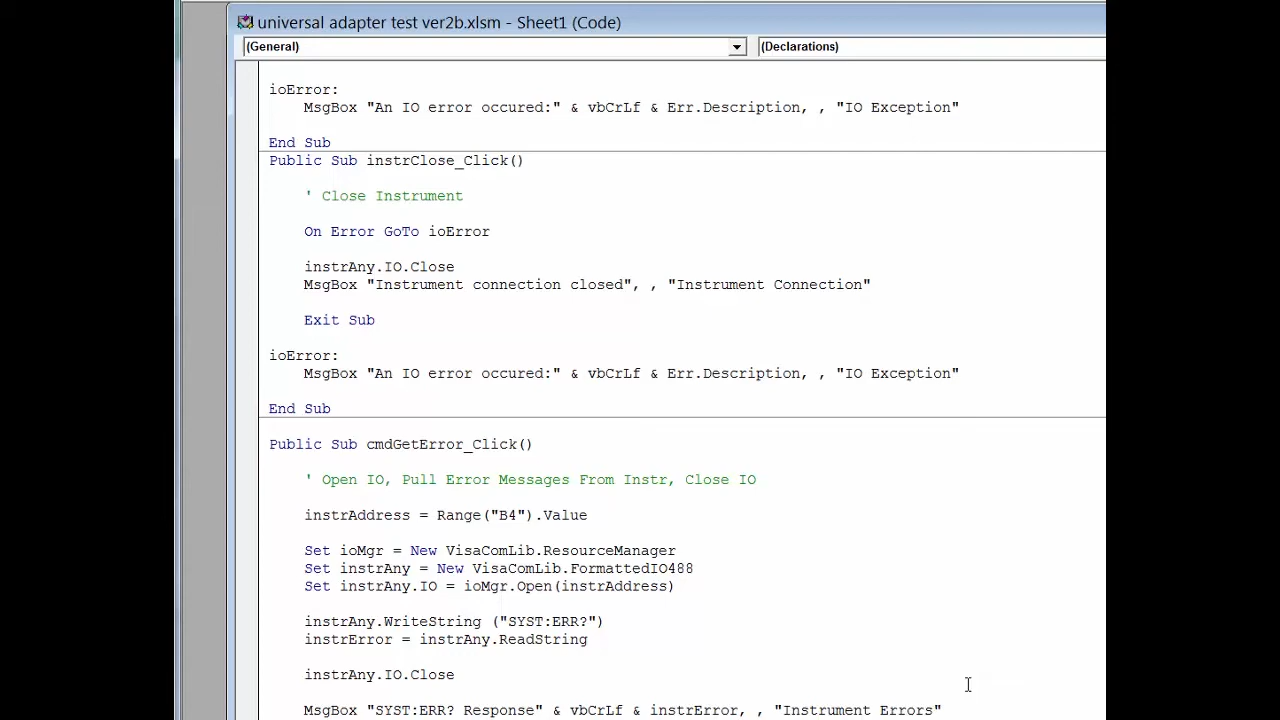 universal adapter test ver2b.xlsm - Sheet1 (Code)
(General) (Declarations)
ioError:
MsgBox "An IO error occured:" & vbCrLf & Err.Description, , "IO Exception"
End Sub
Public Sub instrClose_Click()
' Close Instrument
On Error GoTo ioError
instrAny.IO.Close
MsgBox "Instrument connection closed", , "Instrument Connection"
Exit Sub
ioError:
MsgBox "An IO error occured:" & vbCrLf & Err.Description, , "IO Exception"
End Sub
Public Sub cmdGetError_Click()
' Open IO, Pull Error Messages From Instr, Close IO
instrAddress = Range("B4").Value
Set ioMgr = New VisaComLib.ResourceManager
Set instrAny = New VisaComLib.FormattedIO488
Set instrAny.IO = ioMgr.Open(instrAddress)
instrAny.WriteString ("SYST:ERR?")
instrError = instrAny.ReadString
instrAny.IO.Close
MsgBox "SYST:ERR? Response" & vbCrLf & instrError, , "Instrument Errors"